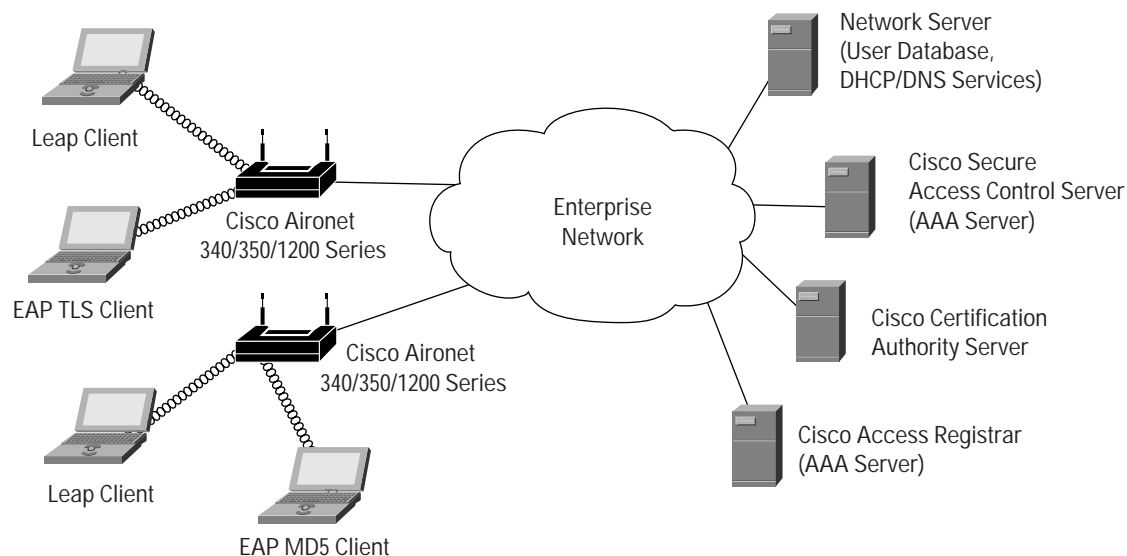 Network Server
(User Database,
DHCP/DNS Services)
Leap Client
Cisco Secure
Access Control Server
(AAA Server)
Cisco Aironet
340/350/1200 Series
Enterprise
Network
EAP TLS Client
Cisco Certification
Authority Server
Cisco Aironet
340/350/1200 Series
Cisco Access Registrar
(AAA Server)
Leap Client
EAP MD5 Client